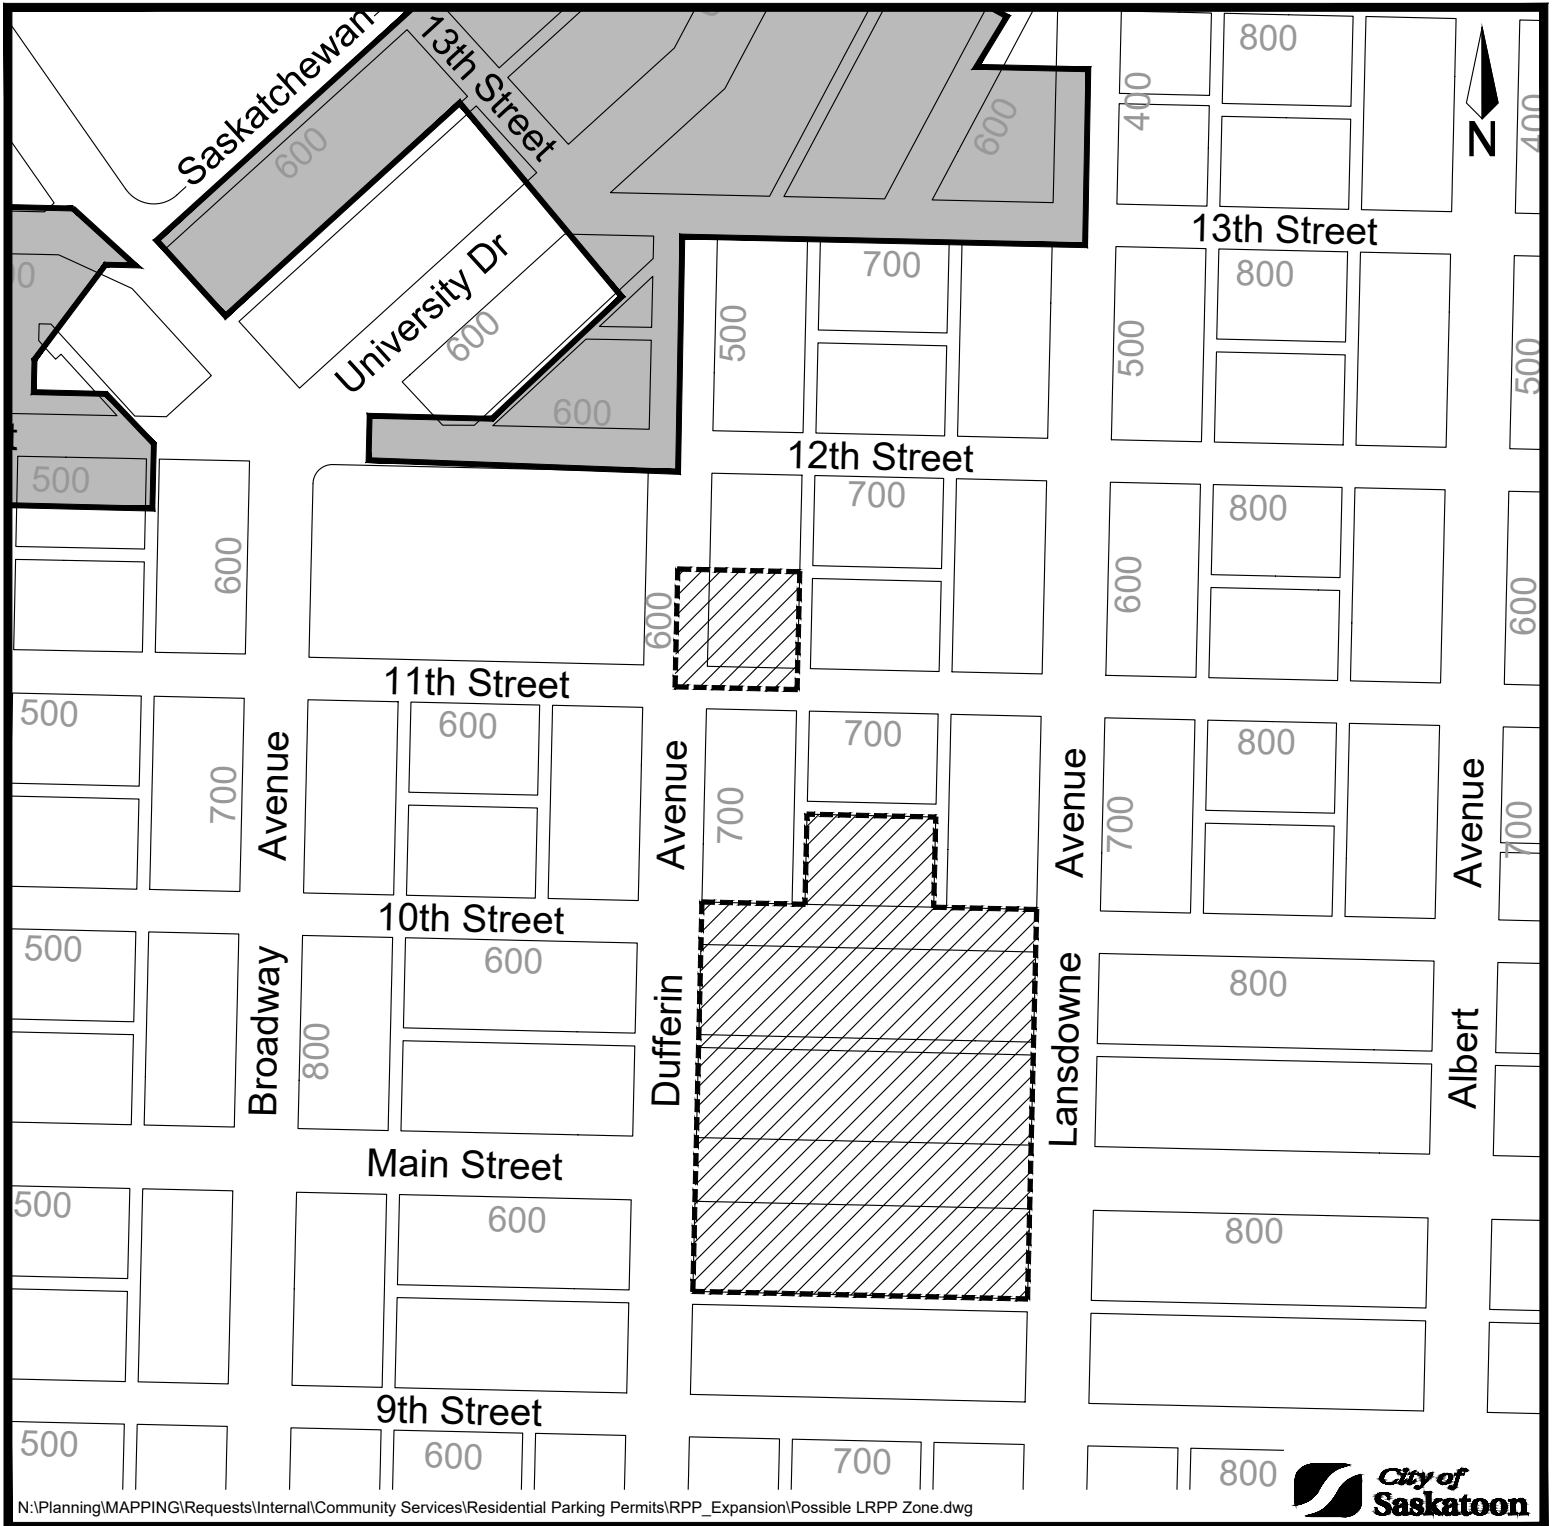 Saskatchewan
13th Street
800
400
400
600
600
N
13th Street
700
800
University Dr
600
500
500
500
600
12th Street
500
700
800
600
600
600
600
11th Street
500
600
700
800
Avenue
Avenue
Avenue
Avenue
700
700
700
700
10th Street
500
600
800
Broadway
Dufferin
Lansdowne
Albert
800
Main Street
500
600
800
9th Street
500
600
700
800
City of
Saskatoon
N:\Planning\MAPPING\Requests\Internal\Community Services\Residential Parking Permits\RPP_Expansion\Possible LRPP Zone.dwg